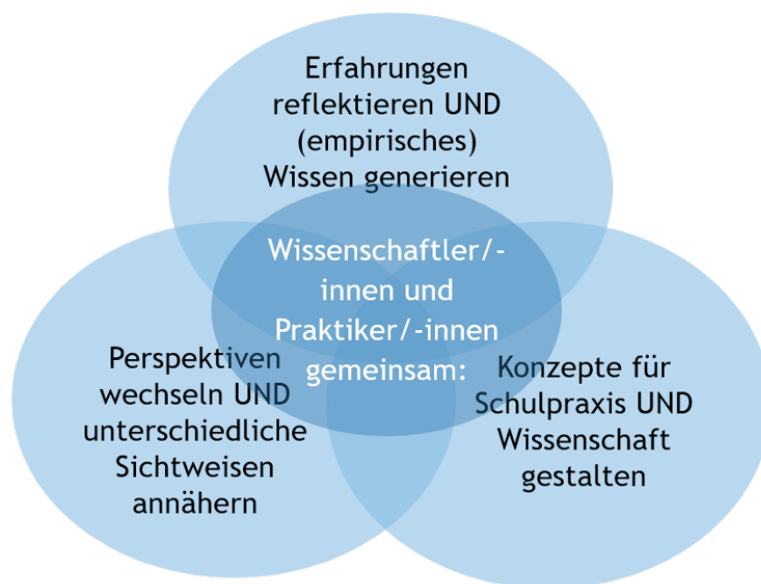 Erfahrungen
reflektieren UND
(empirisches)
Wissen generieren
Wissenschaftler/-
innen und
Praktiker/-innen
gemeinsam:
Perspektiven
wechseln UND
unterschiedliche
Sichtweisen
annähern
Konzepte für
Schulpraxis UND
Wissenschaft
gestalten